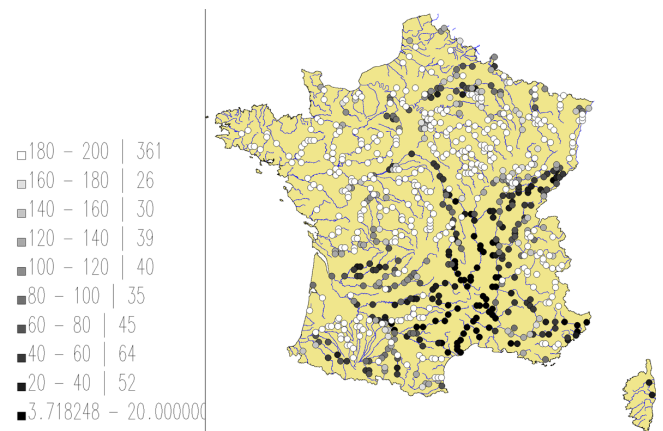 180 - 200 | 361
160 - 180 | 26
140 - 160 | 30
120 - 140 | 39
100 - 120 | 40
80 - 100 | 35
60 - 80 | 45
40 - 60 | 64
20 - 40 | 52
3.718248 - 20.000000